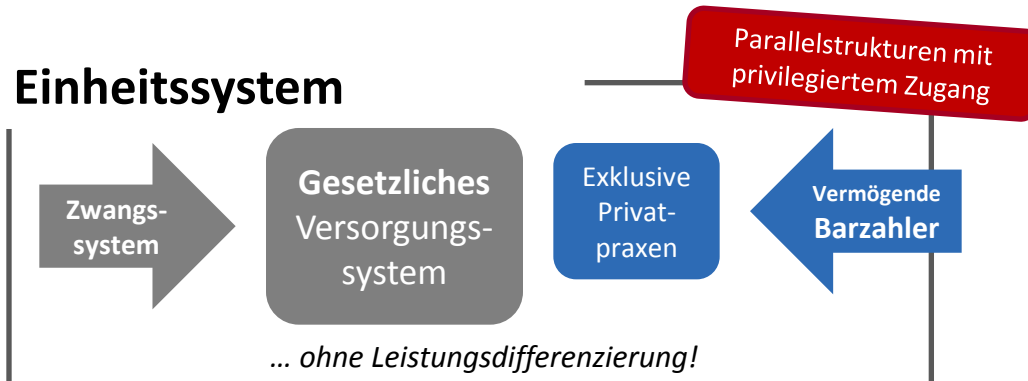 Parallelstrukturen mit
privilegiertem Zugang
Einheitssystem
Zwangs-
system
Gesetzliches
Versorgungs-
system
Exklusive
Privat-
praxen
Vermögende
Barzahler
... ohne Leistungsdifferenzierung!